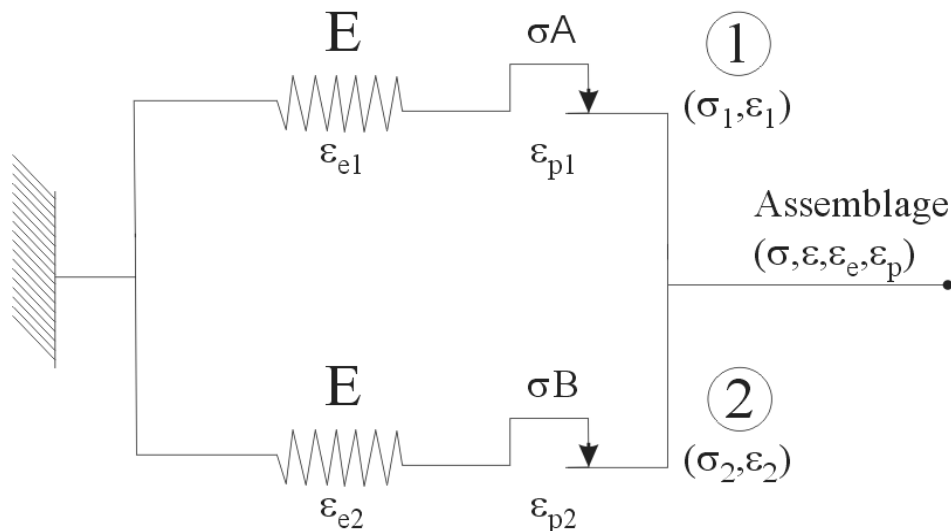 E
σA
1
(σ₁,ε₁)
εe1
εp1
Assemblage
(σ,ε,εe,εp)
E
σB
2
(σ₂,ε₂)
εe2
εp2